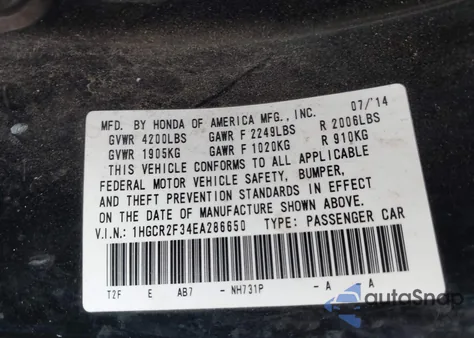 MFD. BY HONDA OF AMERICA MFG., INC. 07/'14
GVWR 4200LBS GAWR F 2249LBS R 2006LBS
GVWR 1905KG GAWR F 1020KG R 910KG
THIS VEHICLE CONFORMS TO ALL APPLICABLE
FEDERAL MOTOR VEHICLE SAFETY, BUMPER,
AND THEFT PREVENTION STANDARDS IN EFFECT
ON THE DATE OF MANUFACTURE SHOWN ABOVE.
V.I.N.: 1HGCR2F34EA286650 TYPE: PASSENGER CAR
T2F E AB7 - NH731P - A A
autoSnap